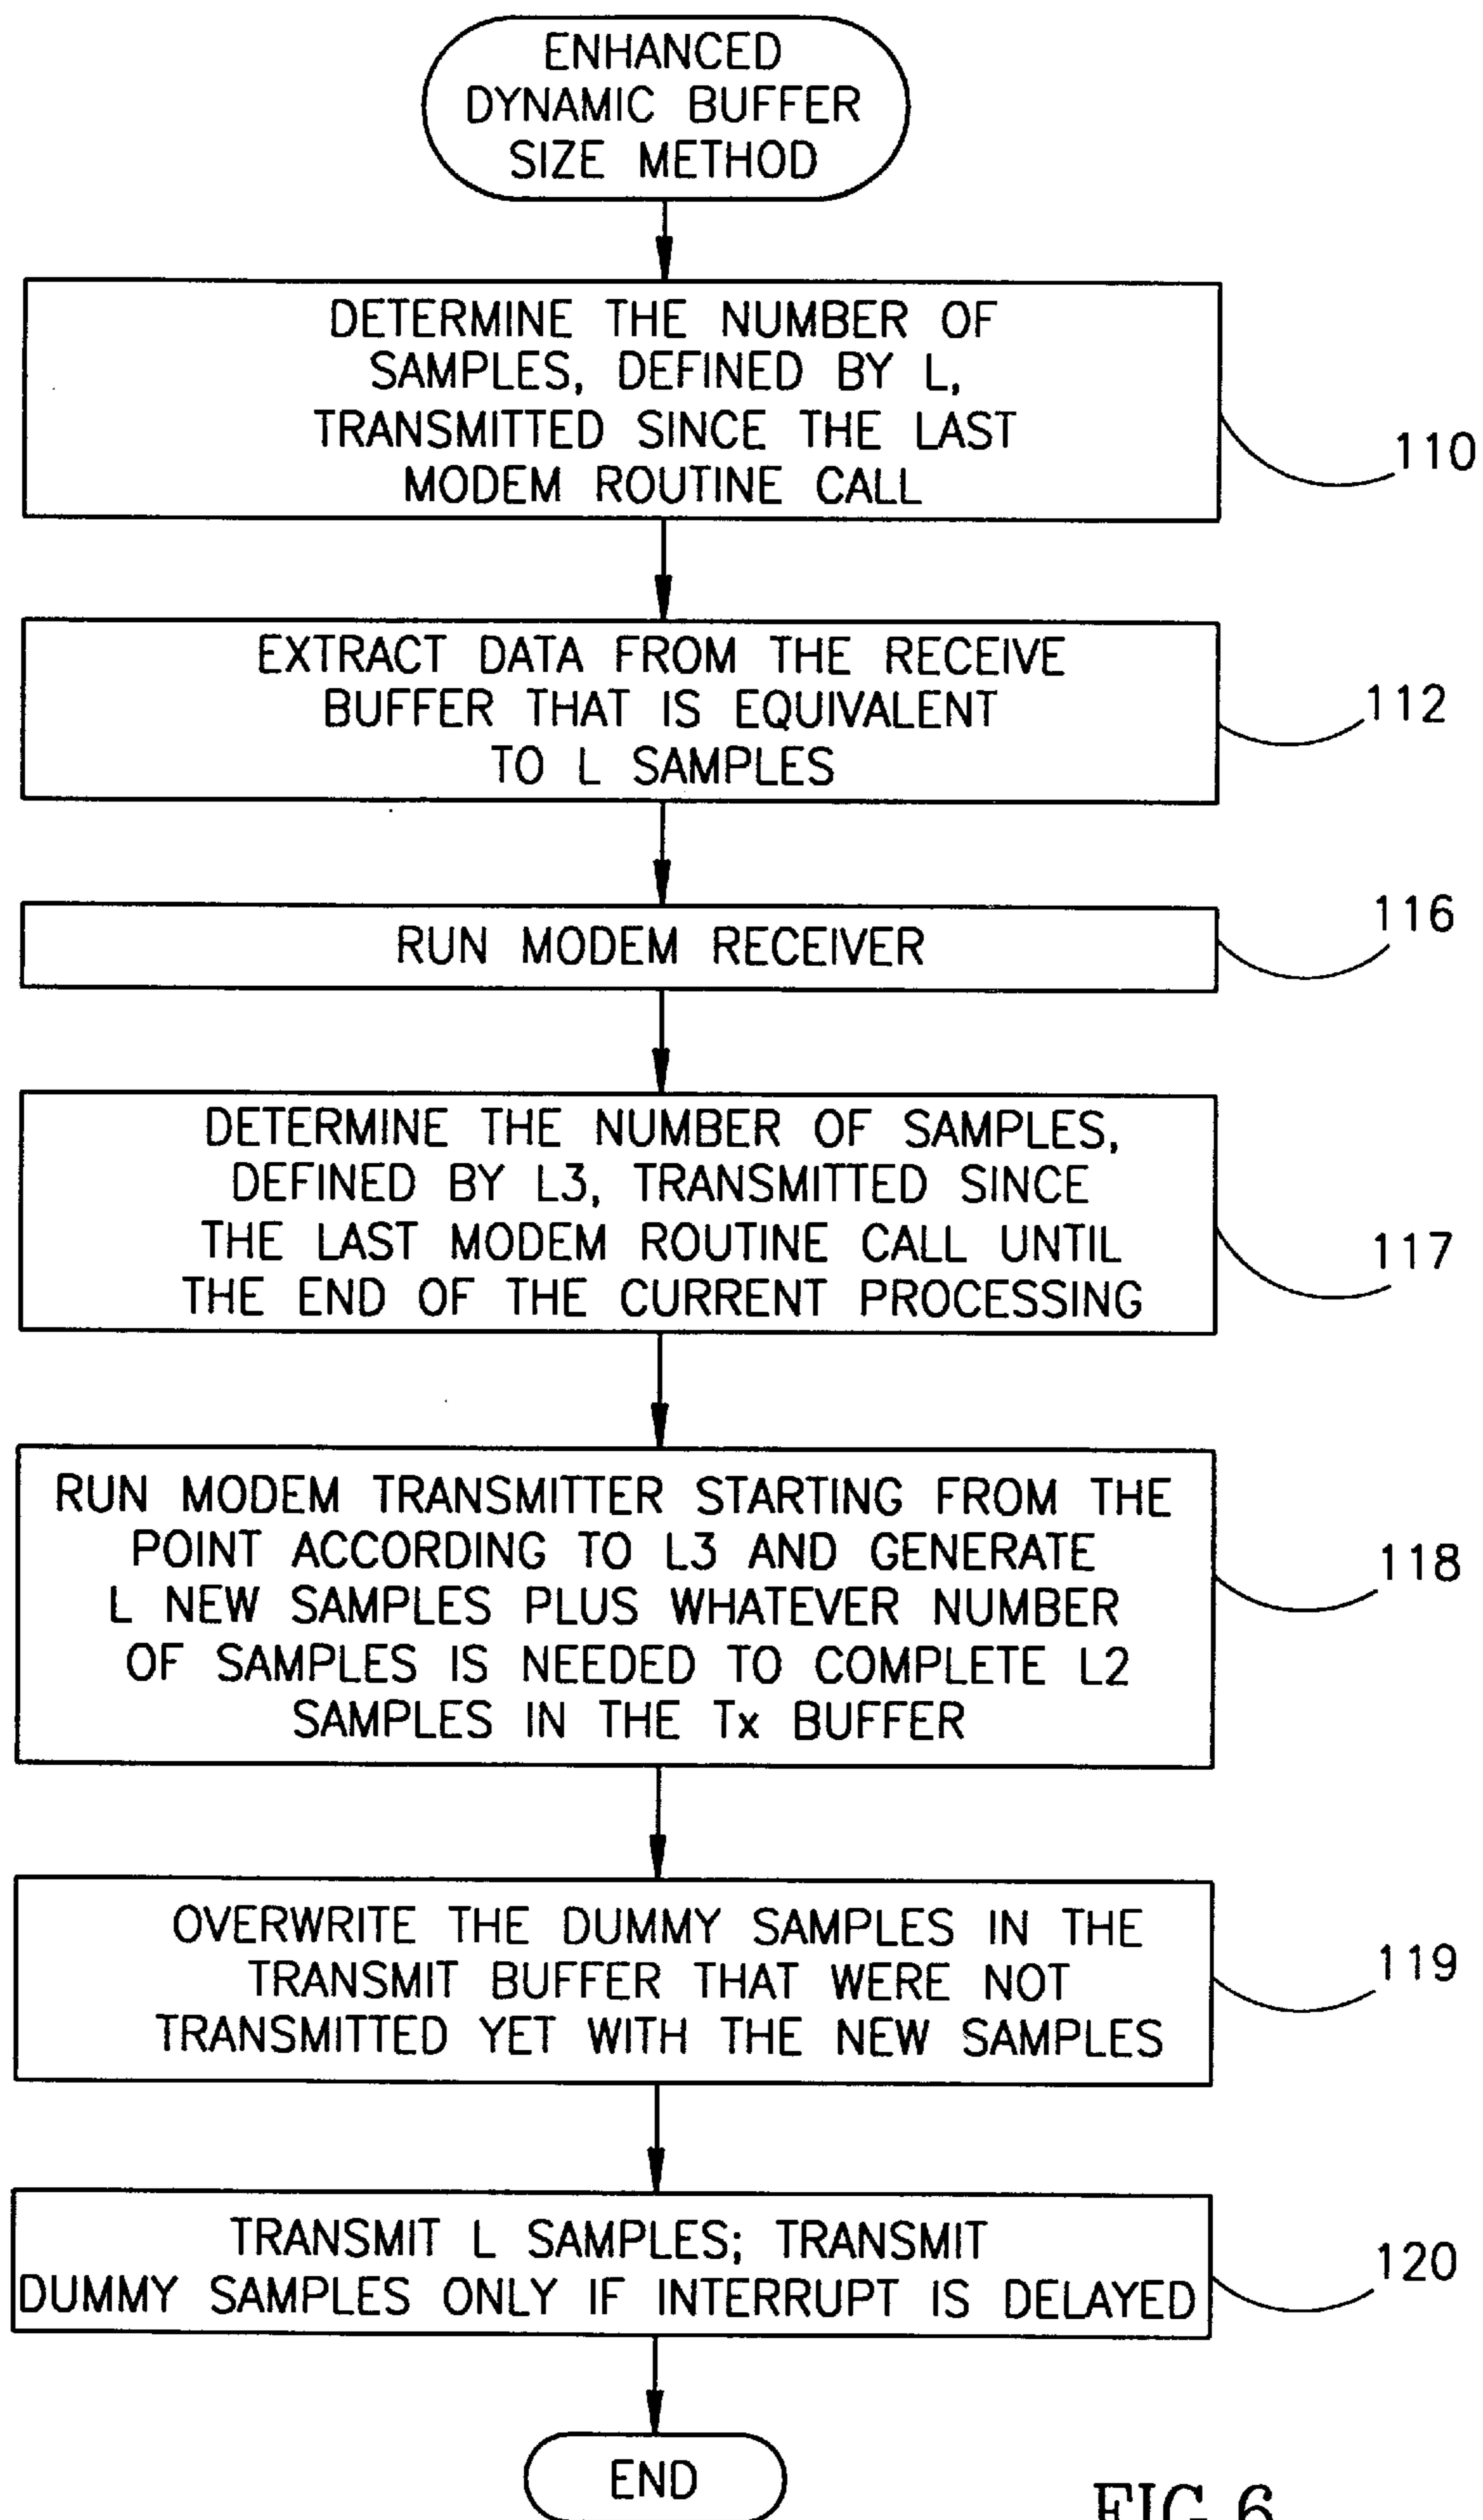 ENHANCED
DYNAMIC BUFFER
SIZE METHOD
DETERMINE THE NUMBER OF
SAMPLES, DEFINED BY L,
TRANSMITTED SINCE THE LAST
MODEM ROUTINE CALL
110
EXTRACT DATA FROM THE RECEIVE
BUFFER THAT IS EQUIVALENT
TO L SAMPLES
112
RUN MODEM RECEIVER
116
DETERMINE THE NUMBER OF SAMPLES,
DEFINED BY L3, TRANSMITTED SINCE
THE LAST MODEM ROUTINE CALL UNTIL
THE END OF THE CURRENT PROCESSING
117
RUN MODEM TRANSMITTER STARTING FROM THE
POINT ACCORDING TO L3 AND GENERATE
L NEW SAMPLES PLUS WHATEVER NUMBER
OF SAMPLES IS NEEDED TO COMPLETE L2
SAMPLES IN THE Tx BUFFER
118
OVERWRITE THE DUMMY SAMPLES IN THE
TRANSMIT BUFFER THAT WERE NOT
TRANSMITTED YET WITH THE NEW SAMPLES
119
TRANSMIT L SAMPLES; TRANSMIT
DUMMY SAMPLES ONLY IF INTERRUPT IS DELAYED
120
END
FIG.6